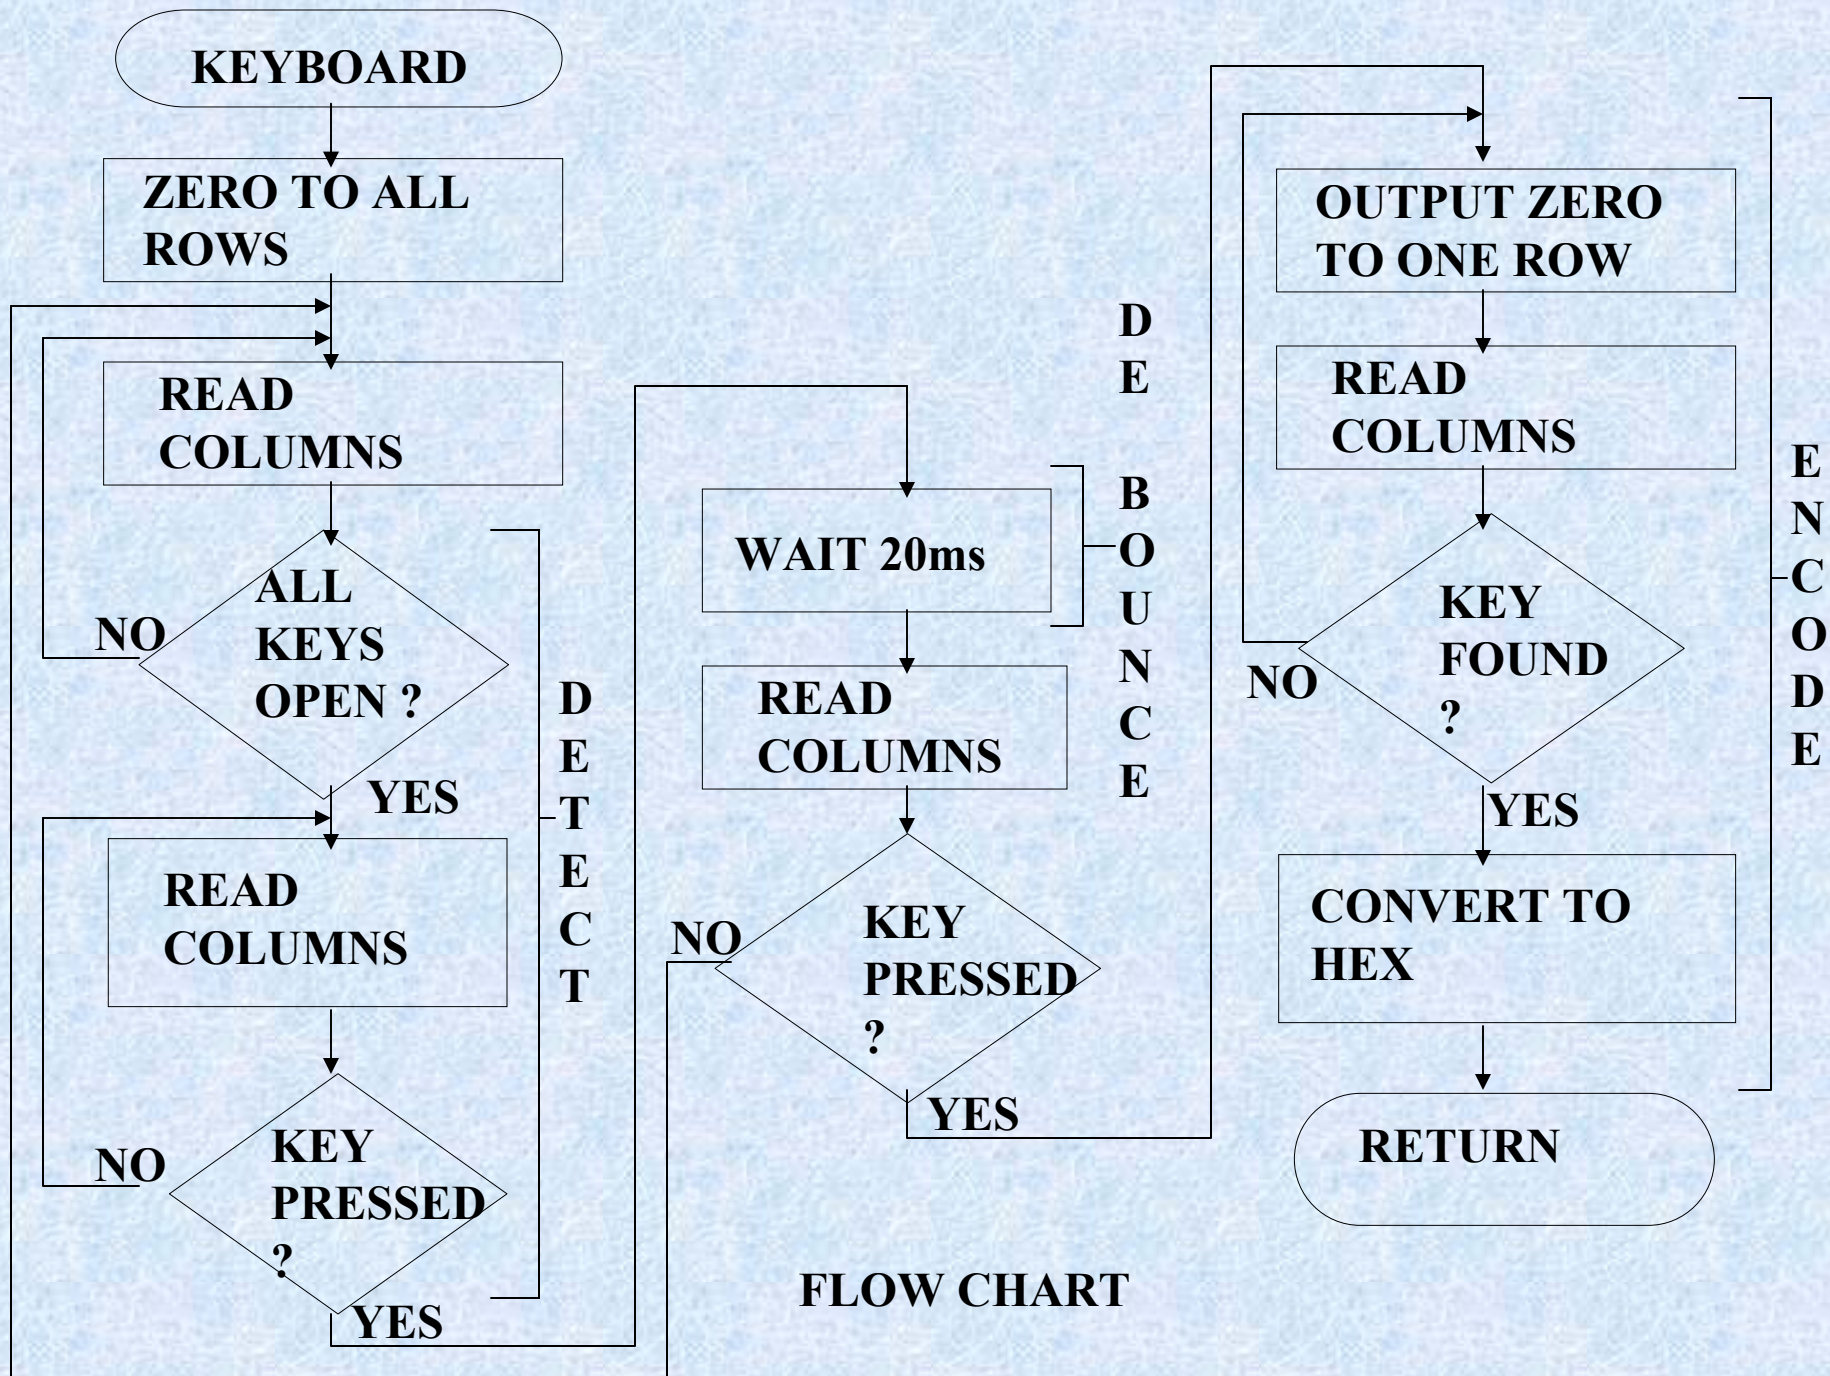 KEYBOARD
ZERO TO ALL
ROWS
READ
COLUMNS
ALL
KEYS
OPEN ?
NO
YES
READ
COLUMNS
KEY
PRESSED
?
NO
YES
D
E
T
E
C
T
WAIT 20ms
READ
COLUMNS
KEY
PRESSED
?
NO
YES
D
E
B
O
U
N
C
E
OUTPUT ZERO
TO ONE ROW
READ
COLUMNS
KEY
FOUND
?
NO
YES
CONVERT TO
HEX
RETURN
E
N
C
O
D
E
FLOW CHART